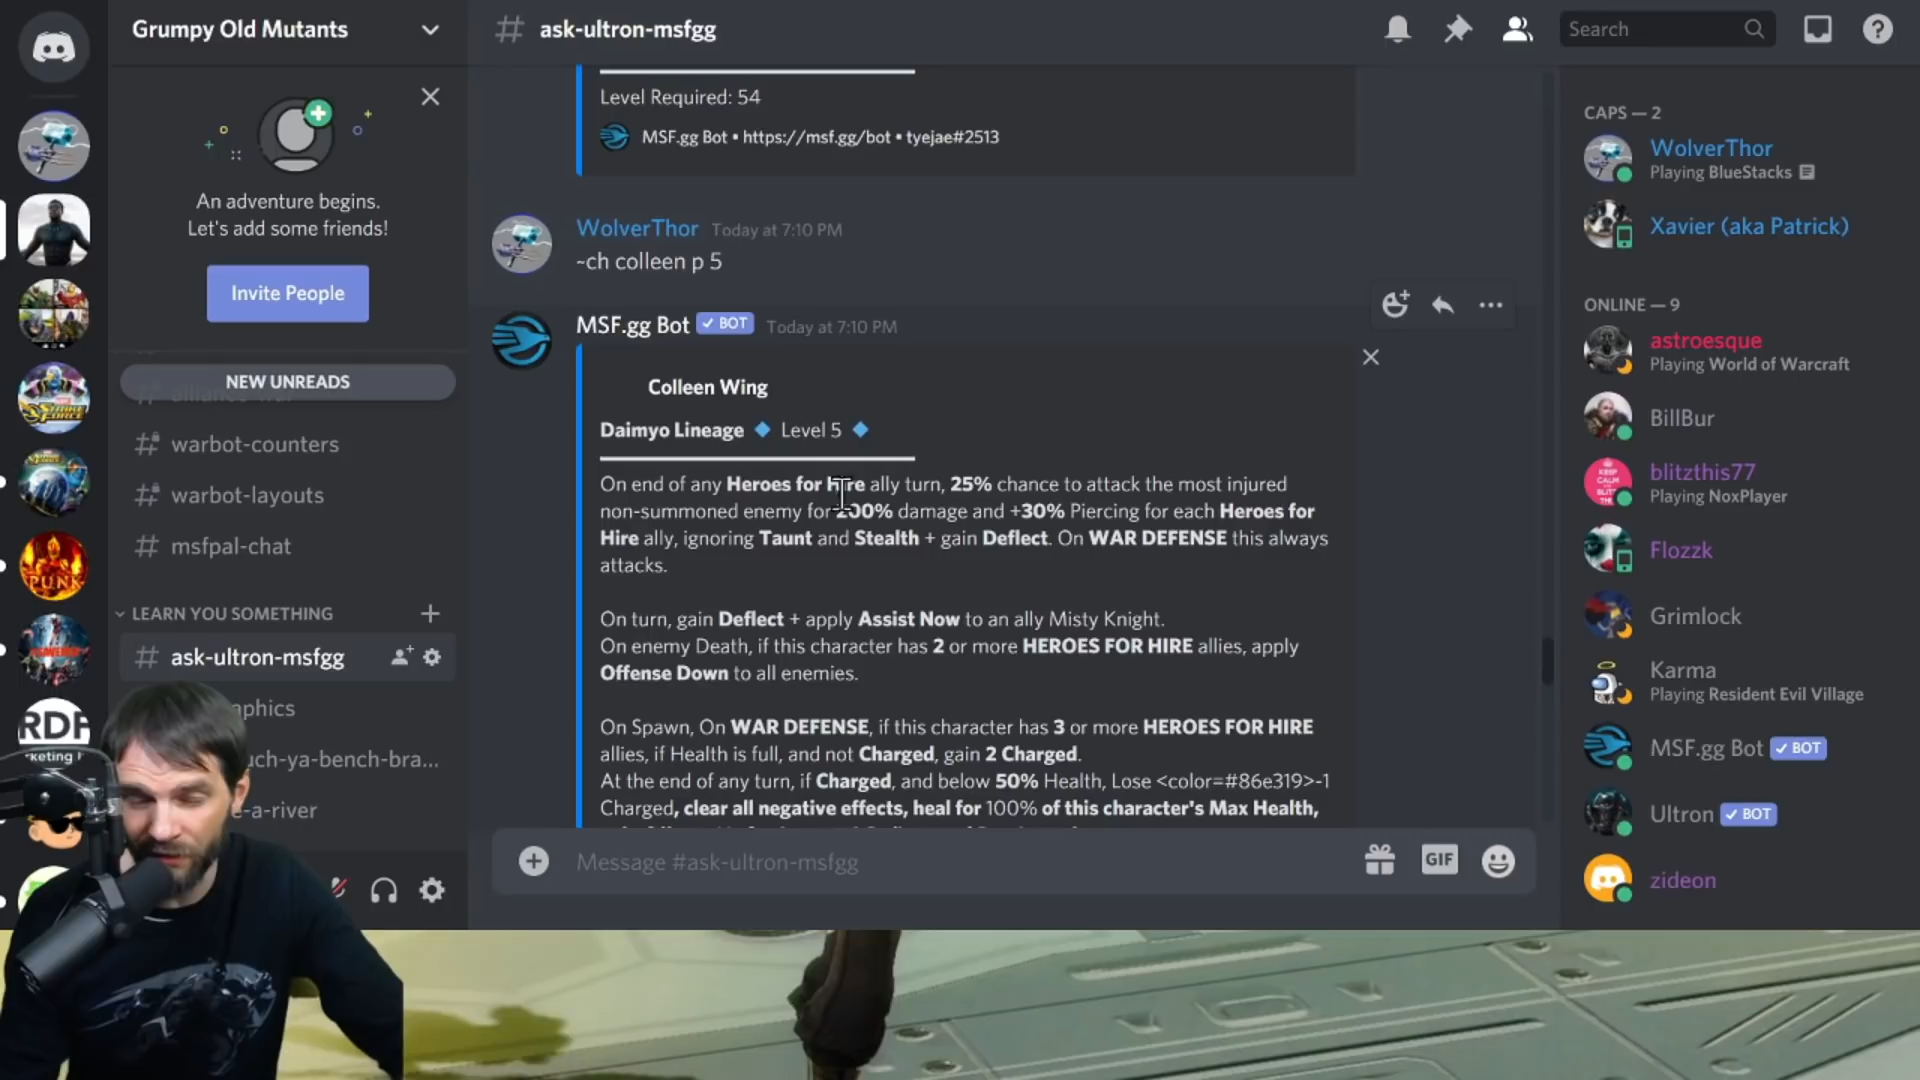 Grumpy Old Mutants
An adventure begins.
Let's add some friends!
Invite People
NEW UNREADS
warbot-counters
warbot-layouts
msfpal-chat
LEARN YOU SOMETHING
ask-ultron-msfgg
aphics
uch-ya-bench-bra...
e-a-river
PUNK
RDF
keting
ask-ultron-msfgg
Search
Level Required: 54
MSF.gg Bot • https://msf.gg/bot • tyejae#2513
WolverThor Today at 7:10 PM
~ch colleen p 5
MSF.gg Bot BOT Today at 7:10 PM
Colleen Wing
Daimyo Lineage Level 5
On end of any Heroes for Hire ally turn, 25% chance to attack the most injured
non-summoned enemy for 200% damage and +30% Piercing for each Heroes for
Hire ally, ignoring Taunt and Stealth + gain Deflect. On WAR DEFENSE this always
attacks.
On turn, gain Deflect + apply Assist Now to an ally Misty Knight.
On enemy Death, if this character has 2 or more HEROES FOR HIRE allies, apply
Offense Down to all enemies.
On Spawn, On WAR DEFENSE, if this character has 3 or more HEROES FOR HIRE
allies, if Health is full, and not Charged, gain 2 Charged.
At the end of any turn, if Charged, and below 50% Health, Lose <color=#86e319>-1
Charged, clear all negative effects, heal for 100% of this character's Max Health,
Message #ask-ultron-msfgg
GIF
CAPS — 2
WolverThor
Playing BlueStacks
Xavier (aka Patrick)
ONLINE — 9
astroesque
Playing World of Warcraft
BillBur
KEEP
CALM
blitzthis77
Playing NoxPlayer
Flozzk
Grimlock
Karma
Playing Resident Evil Village
MSF.gg Bot BOT
Ultron BOT
zideon